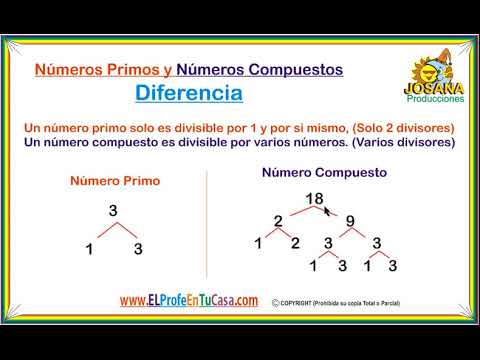 Números Primos y Números Compuestos
Diferencia
JOSANA
Producciones
Un número primo solo es divisible por 1 y por si mismo, (Solo 2 divisores)
Un número compuesto es divisible por varios números. (Varios divisores)
Número Primo
3
1 3
Número Compuesto
18
2 9
1 2 3 3
1 3 1 3
www.ELProfeEnTuCasa.com
© COPYRIGHT (Prohibida su copia Total o Parcial)